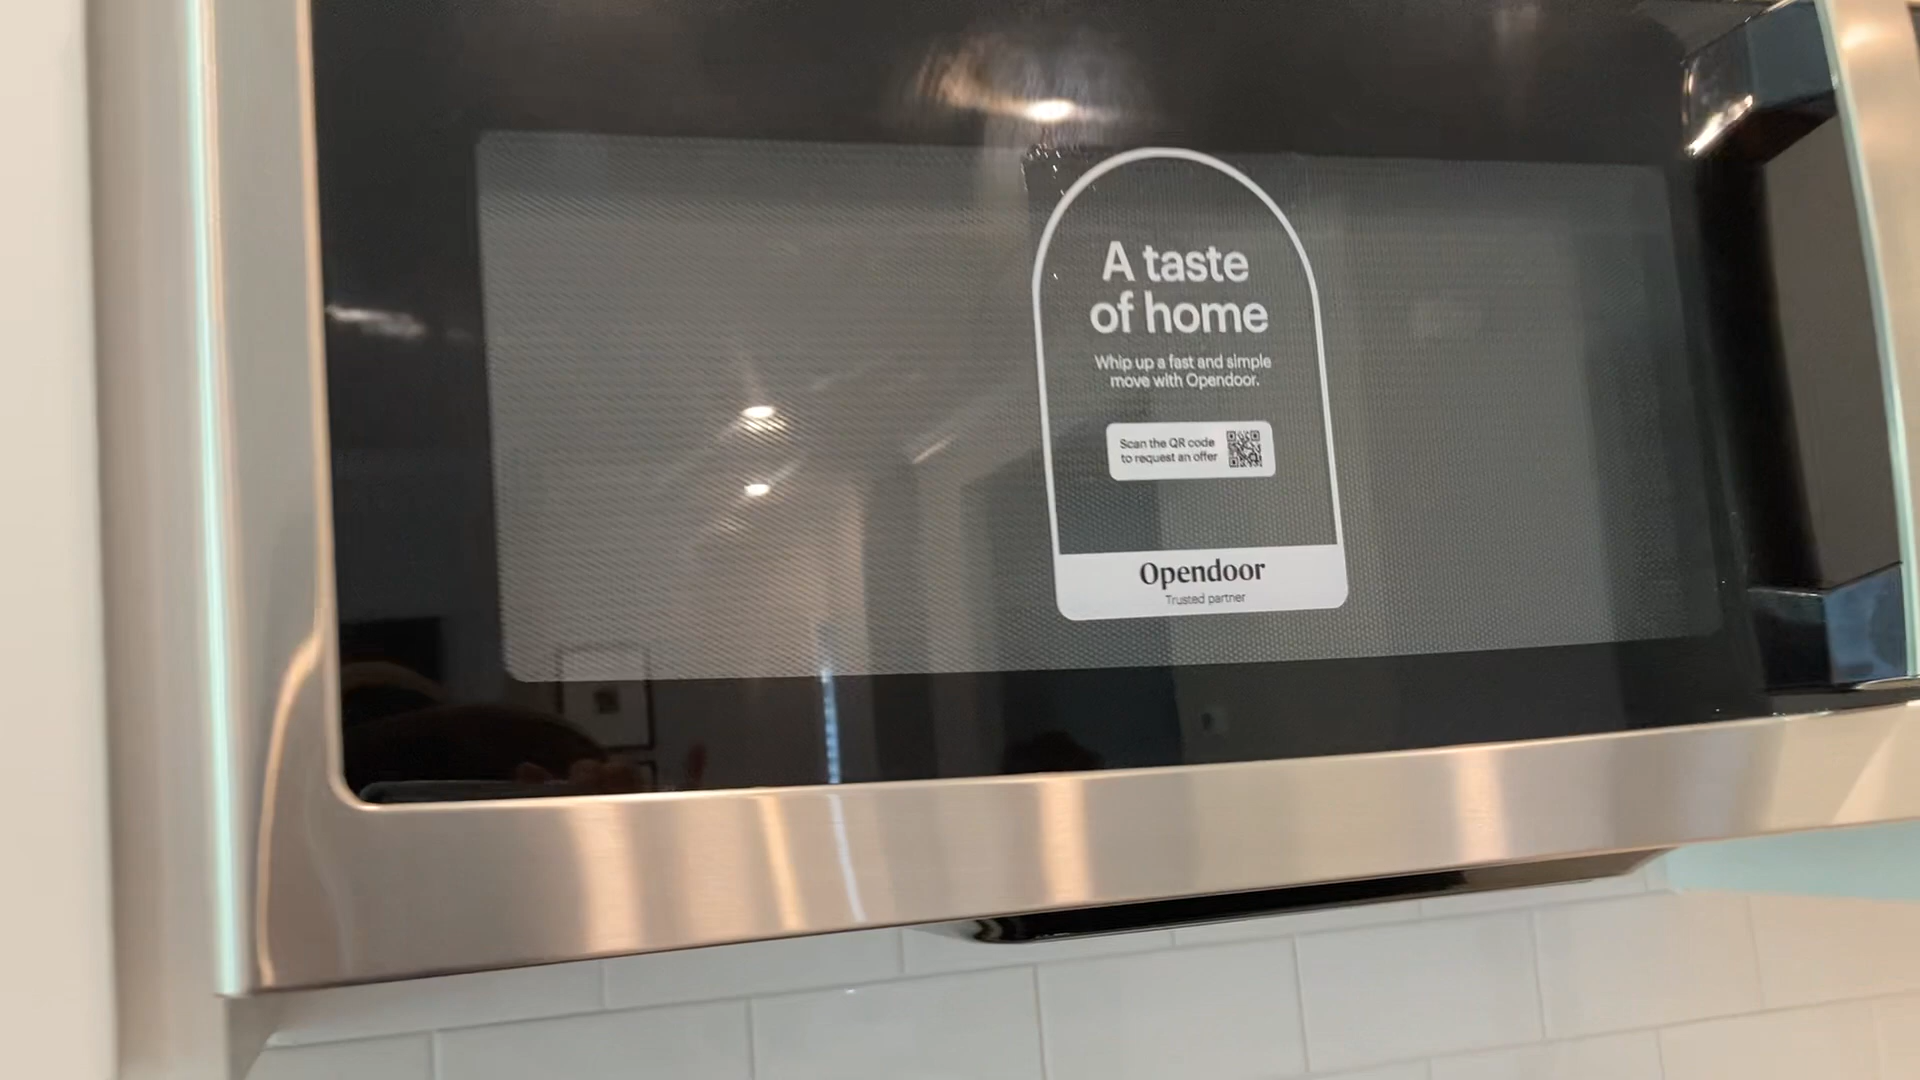 A taste
of home
Whip up a fast and simple
move with Opendoor.
Scan the QR code
to request an offer
Opendoor
Trusted partner